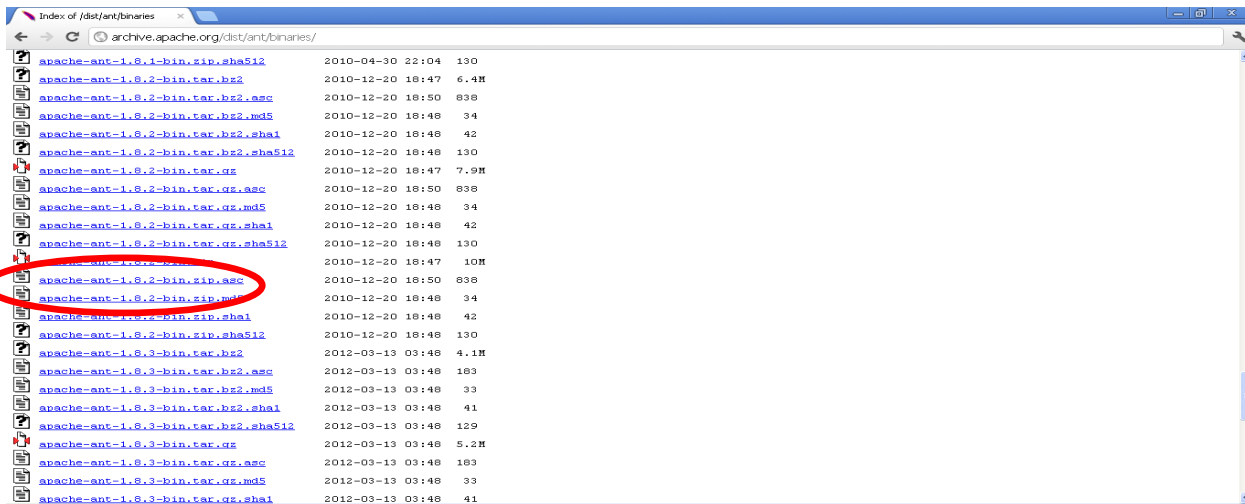 Index of /dist/ant/binaries
archive.apache.org/dist/ant/binaries/
apache-ant-1.8.1-bin.zip.sha512 2010-04-30 22:04 130
apache-ant-1.8.2-bin.tar.bz2 2010-12-20 18:47 6.4M
apache-ant-1.8.2-bin.tar.bz2.asc 2010-12-20 18:50 838
apache-ant-1.8.2-bin.tar.bz2.md5 2010-12-20 18:48 34
apache-ant-1.8.2-bin.tar.bz2.sha1 2010-12-20 18:48 42
apache-ant-1.8.2-bin.tar.bz2.sha512 2010-12-20 18:48 130
apache-ant-1.8.2-bin.tar.gz 2010-12-20 18:47 7.9M
apache-ant-1.8.2-bin.tar.gz.asc 2010-12-20 18:50 838
apache-ant-1.8.2-bin.tar.gz.md5 2010-12-20 18:48 34
apache-ant-1.8.2-bin.tar.gz.sha1 2010-12-20 18:48 42
apache-ant-1.8.2-bin.tar.gz.sha512 2010-12-20 18:48 130
2010-12-20 18:47 10M
apache-ant-1.8.2-bin.zip.asc 2010-12-20 18:50 838
apache-ant-1.8.2-bin.zip.md5 2010-12-20 18:48 34
apache-ant-1.8.2-bin.zip.sha1 2010-12-20 18:48 42
apache-ant-1.8.2-bin.zip.sha512 2010-12-20 18:48 130
apache-ant-1.8.3-bin.tar.bz2 2012-03-13 03:48 4.1M
apache-ant-1.8.3-bin.tar.bz2.asc 2012-03-13 03:48 183
apache-ant-1.8.3-bin.tar.bz2.md5 2012-03-13 03:48 33
apache-ant-1.8.3-bin.tar.bz2.sha1 2012-03-13 03:48 41
apache-ant-1.8.3-bin.tar.bz2.sha512 2012-03-13 03:48 129
apache-ant-1.8.3-bin.tar.gz 2012-03-13 03:48 5.2M
apache-ant-1.8.3-bin.tar.gz.asc 2012-03-13 03:48 183
apache-ant-1.8.3-bin.tar.gz.md5 2012-03-13 03:48 33
apache-ant-1.8.3-bin.tar.gz.sha1 2012-03-13 03:48 41